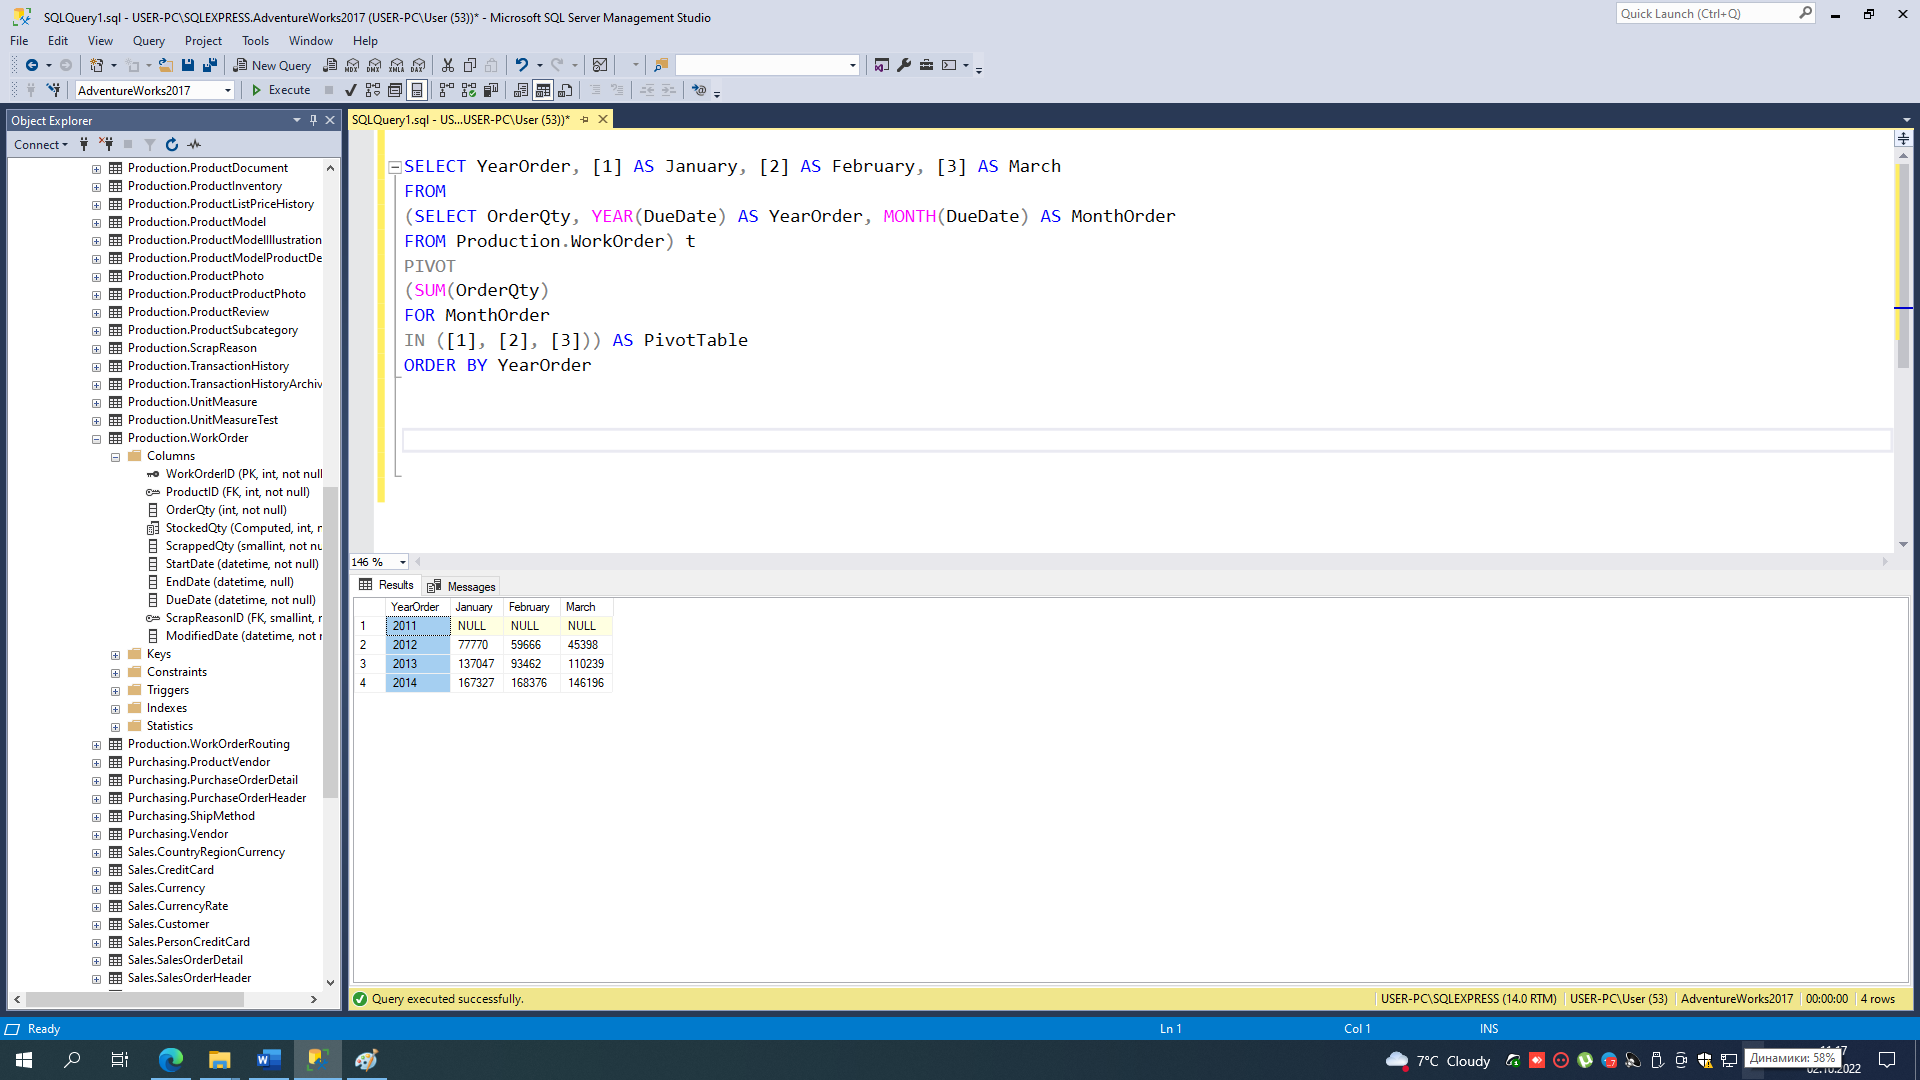 SQLQuery1.sql - USER-PC\SQLEXPRESS.AdventureWorks2017 (USER-PC\User (53))* - Microsoft SQL Server Management Studio
Quick Launch (Ctrl+Q)
File Edit View Query Project Tools Window Help
New Query
MDX DMX XMLA DAX
AdventureWorks2017
Execute
Object Explorer
Connect
Production.ProductDocument
Production.ProductInventory
Production.ProductListPriceHistory
Production.ProductModel
Production.ProductModelIllustration
Production.ProductModelProductDe
Production.ProductPhoto
Production.ProductProductPhoto
Production.ProductReview
Production.ProductSubcategory
Production.ScrapReason
Production.TransactionHistory
Production.TransactionHistoryArchiv
Production.UnitMeasure
Production.UnitMeasureTest
Production.WorkOrder
Columns
WorkOrderID (PK, int, not null
ProductID (FK, int, not null)
OrderQty (int, not null)
StockedQty (Computed, int, n
ScrappedQty (smallint, not nu
StartDate (datetime, not null)
EndDate (datetime, null)
DueDate (datetime, not null)
ScrapReasonID (FK, smallint, n
ModifiedDate (datetime, not n
Keys
Constraints
Triggers
Indexes
Statistics
Production.WorkOrderRouting
Purchasing.ProductVendor
Purchasing.PurchaseOrderDetail
Purchasing.PurchaseOrderHeader
Purchasing.ShipMethod
Purchasing.Vendor
Sales.CountryRegionCurrency
Sales.CreditCard
Sales.Currency
Sales.CurrencyRate
Sales.Customer
Sales.PersonCreditCard
Sales.SalesOrderDetail
Sales.SalesOrderHeader
SQLQuery1.sql - US...USER-PC\User (53))*
SELECT YearOrder, [1] AS January, [2] AS February, [3] AS March
FROM
(SELECT OrderQty, YEAR(DueDate) AS YearOrder, MONTH(DueDate) AS MonthOrder
FROM Production.WorkOrder) t
PIVOT
(SUM(OrderQty)
FOR MonthOrder
IN ([1], [2], [3])) AS PivotTable
ORDER BY YearOrder
146 %
Results Messages
YearOrder January February March
1 2011 NULL NULL NULL
2 2012 77770 59666 45398
3 2013 137047 93462 110239
4 2014 167327 168376 146196
Query executed successfully.
USER-PC\SQLEXPRESS (14.0 RTM) USER-PC\User (53) AdventureWorks2017 00:00:00 4 rows
Ready
Ln 1
Col 1
INS
7°C Cloudy
Динамики: 58%